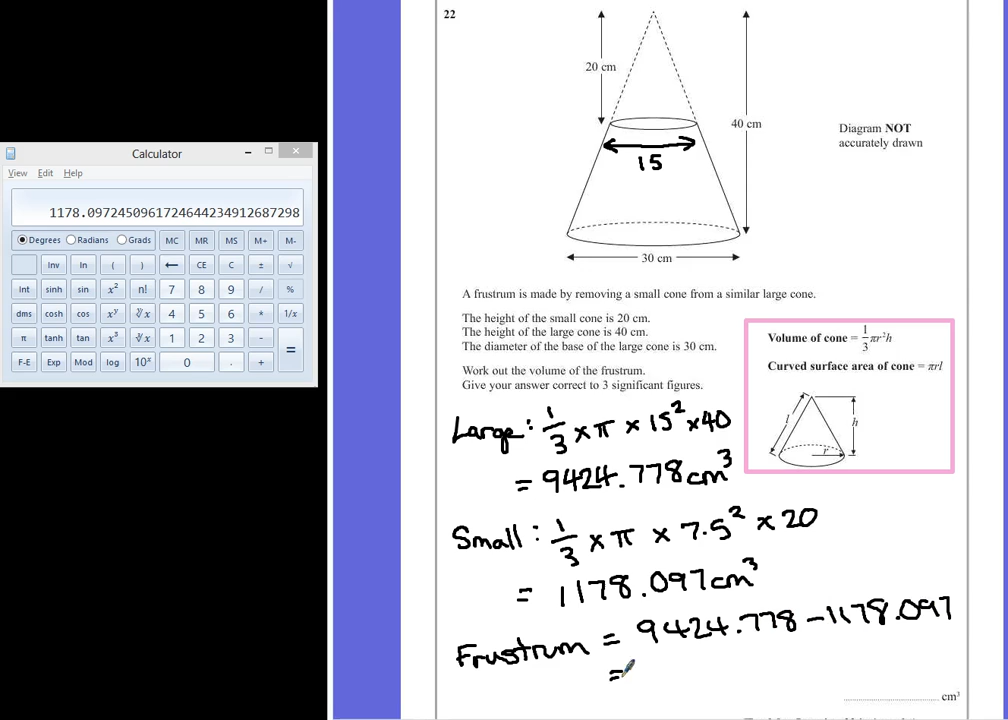 22
20 cm
40 cm
15
30 cm
Diagram NOT
accurately drawn
Calculator
View Edit Help
1178.0972450961724644234912687298
Degrees Radians Grads MC MR MS M+ M-
Inv ln ( ) ← CE C ± √
Int sinh sin x² n! 7 8 9 / %
dms cosh cos xʸ ʸ√x 4 5 6 * 1/x
π tanh tan x³ ³√x 1 2 3 - =
F-E Exp Mod log 10ˣ 0 . +
A frustrum is made by removing a small cone from a similar large cone.
The height of the small cone is 20 cm.
The height of the large cone is 40 cm.
The diameter of the base of the large cone is 30 cm.
Work out the volume of the frustrum.
Give your answer correct to 3 significant figures.
Volume of cone = 1/3 πr²h
Curved surface area of cone = πrl
l
h
r
Large: 1/3 × π × 15² × 40
= 9424.778cm³
Small: 1/3 × π × 7.5² × 20
= 1178.097cm³
Frustrum = 9424.778 - 1178.097
=
cm³